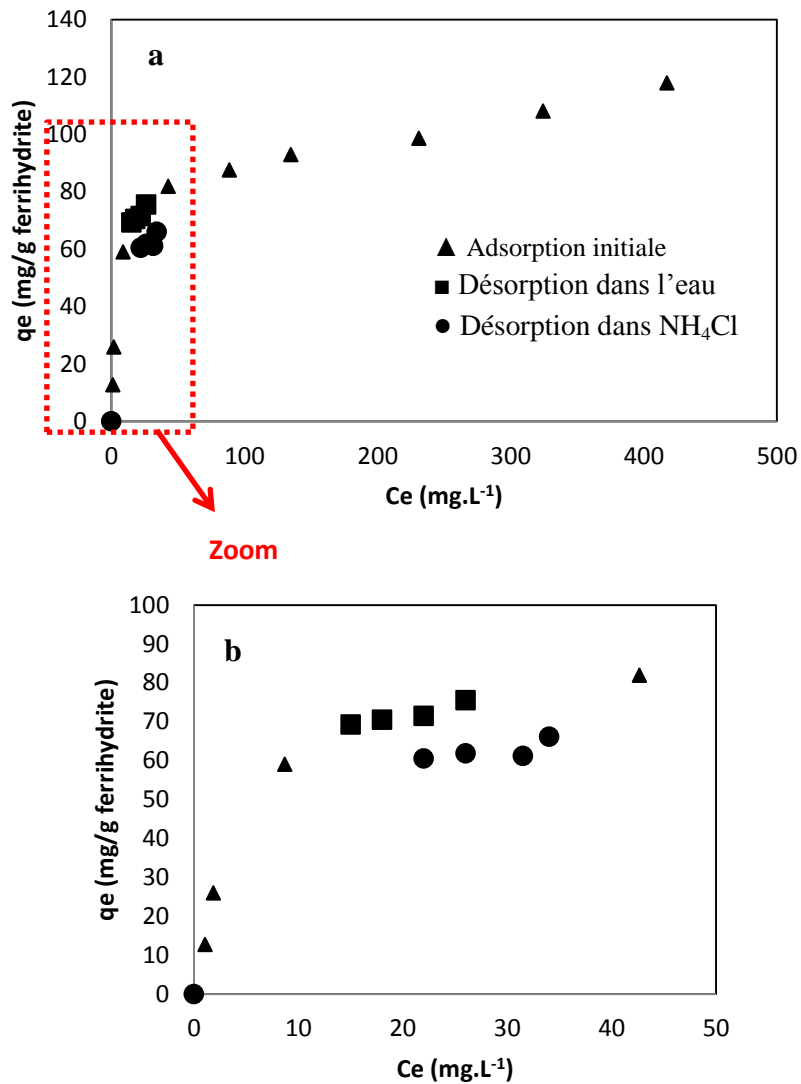 140
120
100
80
60
40
20
0
qe (mg/g ferrihydrite)
a
▲ Adsorption initiale
■ Désorption dans l’eau
● Désorption dans NH₄Cl
0 100 200 300 400 500
Ce (mg.L⁻¹)
Zoom
100
90
80
70
60
50
40
30
20
10
0
qe (mg/g ferrihydrite)
b
0 10 20 30 40 50
Ce (mg.L⁻¹)